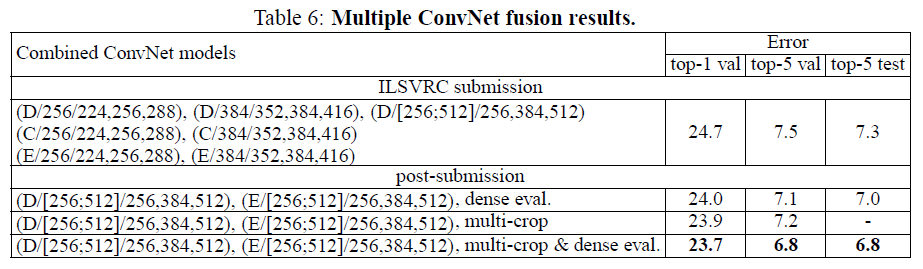 Table 6: Multiple ConvNet fusion results.
Combined ConvNet models Error
top-1 val top-5 val top-5 test
ILSVRC submission
(D/256/224,256,288), (D/384/352,384,416), (D/[256;512]/256,384,512)
(C/256/224,256,288), (C/384/352,384,416) 24.7 7.5 7.3
(E/256/224,256,288), (E/384/352,384,416)
post-submission
(D/[256;512]/256,384,512), (E/[256;512]/256,384,512), dense eval. 24.0 7.1 7.0
(D/[256;512]/256,384,512), (E/[256;512]/256,384,512), multi-crop 23.9 7.2 -
(D/[256;512]/256,384,512), (E/[256;512]/256,384,512), multi-crop & dense eval. 23.7 6.8 6.8